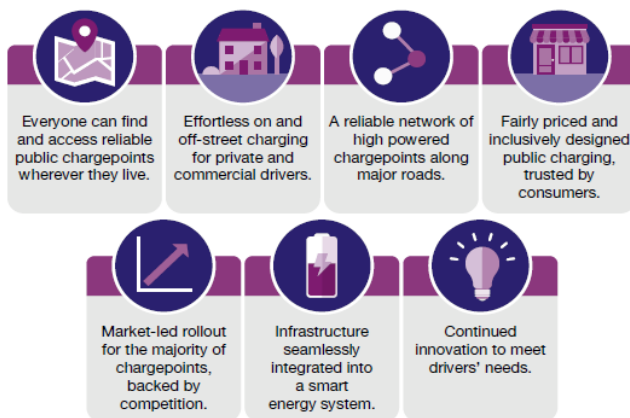 Everyone can find
and access reliable
public chargepoints
wherever they live.
Effortless on and
off-street charging
for private and
commercial drivers.
A reliable network of
high powered
chargepoints along
major roads.
Fairly priced and
inclusively designed
public charging,
trusted by
consumers.
Market-led rollout
for the majority of
chargepoints,
backed by
competition.
Infrastructure
seamlessly
integrated into
a smart
energy system.
Continued
innovation to meet
drivers’ needs.